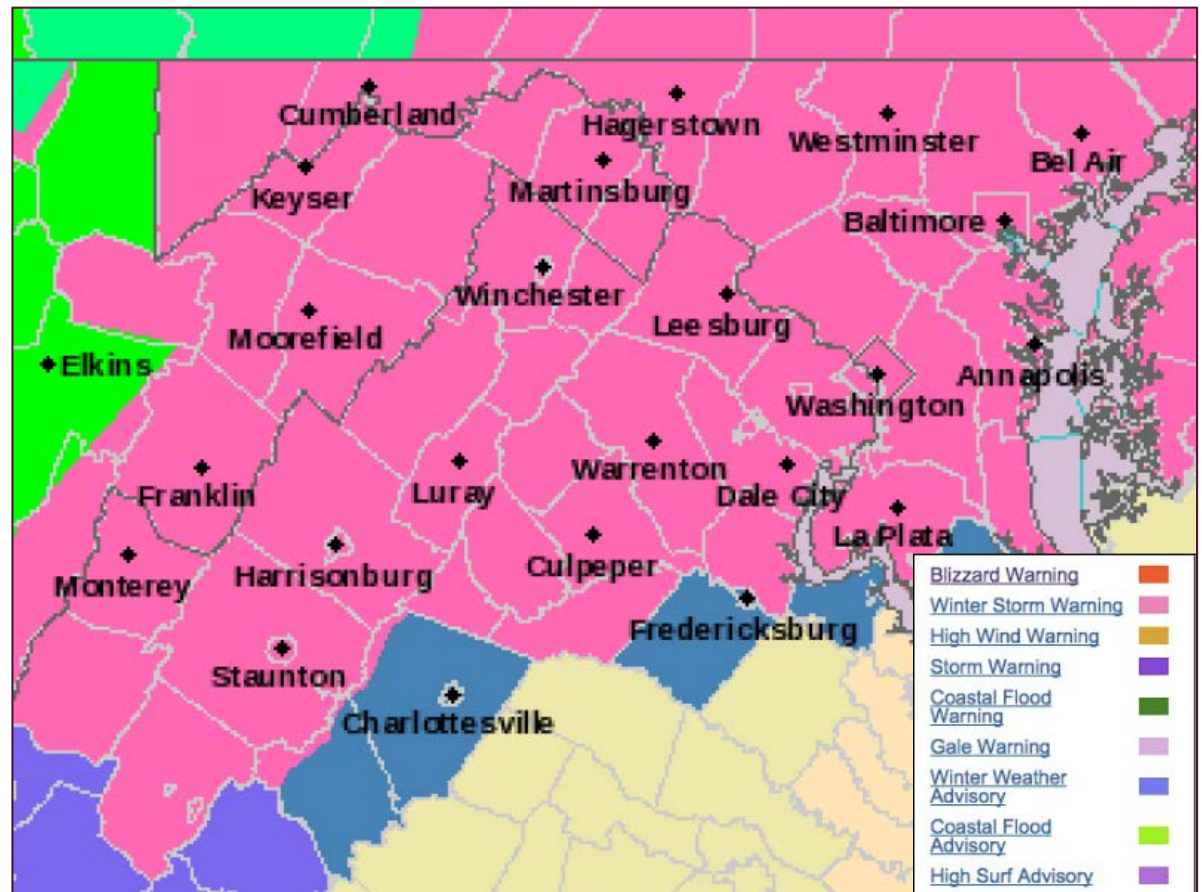 Cumberland
Hagerstown
Westminster
Bel Air
Keyser
Martinsburg
Baltimore
Winchester
Leesburg
Moorefield
Elkins
Annapolis
Washington
Franklin
Luray
Warrenton
Dale City
La Plata
Monterey
Harrisonburg
Culpeper
Fredericksburg
Staunton
Charlottesville
Blizzard Warning
Winter Storm Warning
High Wind Warning
Storm Warning
Coastal Flood
Warning
Gale Warning
Winter Weather
Advisory
Coastal Flood
Advisory
High Surf Advisory